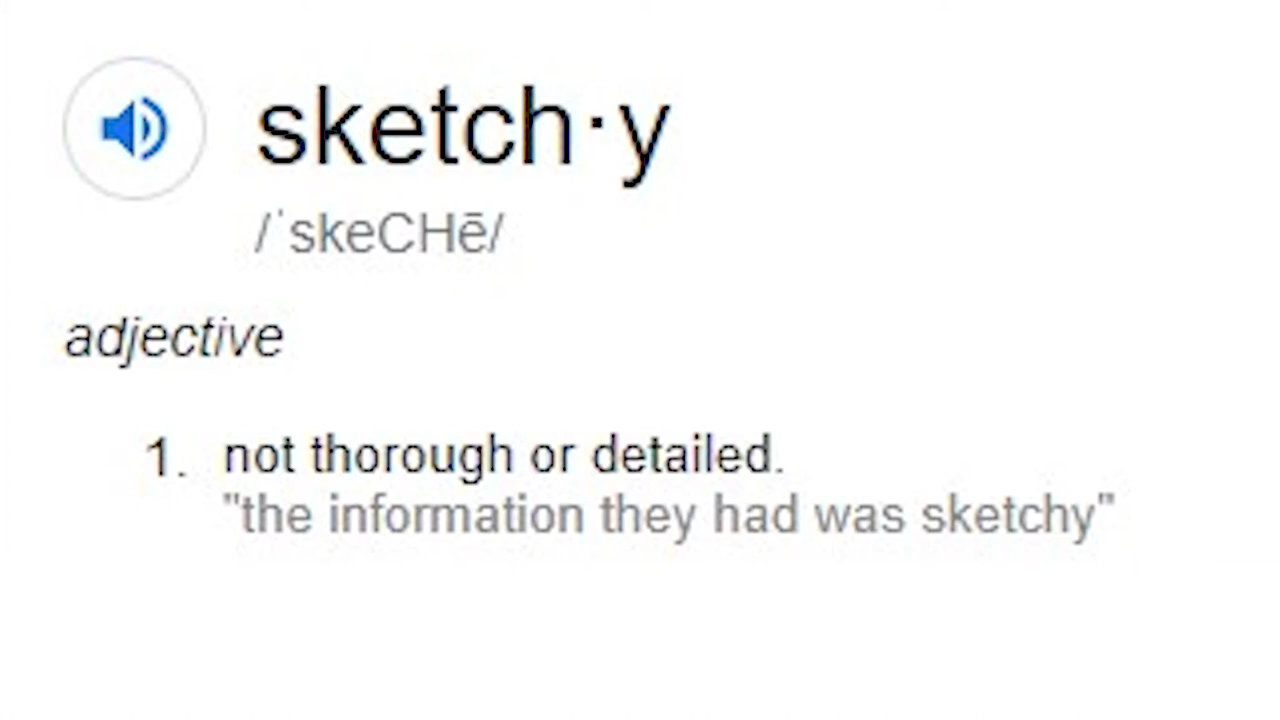 sketch·y
/ˈskeCHē/
adjective
1. not thorough or detailed.
"the information they had was sketchy"